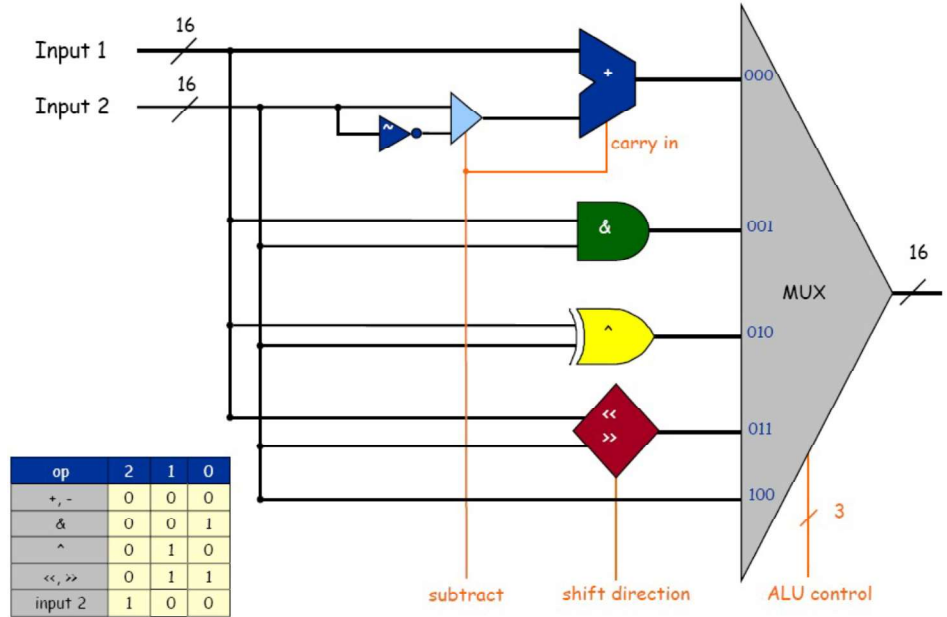 16
Input 1
16
Input 2
+
000
~
carry in
&
001
16
MUX
^
010
<<
>>
011
100
3
subtract
shift direction
ALU control
op 2 1 0
+, - 0 0 0
& 0 0 1
^ 0 1 0
<<, >> 0 1 1
input 2 1 0 0